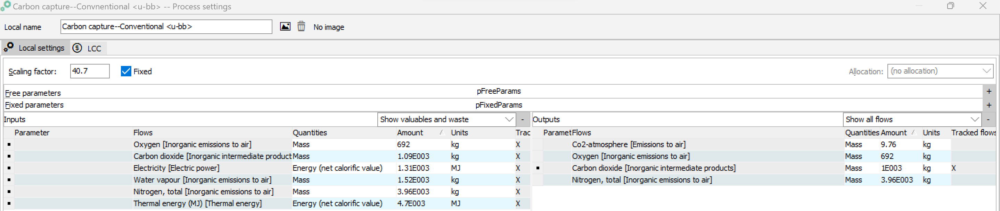 Carbon capture--Convnentional <u-bb> -- Process settings
Local name Carbon capture--Conventional <u-bb> No image
Local settings LCC
Scaling factor: 40.7 Fixed Allocation: (no allocation)
Free parameters pFreeParams +
Fixed parameters pFixedParams +
Inputs Show valuables and waste - Outputs Show all flows -
Parameter Flows Quantities Amount Units Trac Paramet Flows Quantities Amount Units Tracked flows
Oxygen [Inorganic emissions to air] Mass 692 kg X Co2-atmosphere [Emissions to air] Mass 9.76 kg
Carbon dioxide [Inorganic intermediate product Mass 1.09E003 kg X Oxygen [Inorganic emissions to air] Mass 692 kg
Electricity [Electric power] Energy (net calorific value) 1.31E003 MJ X Carbon dioxide [Inorganic intermediate products] Mass 1E003 kg X
Water vapour [Inorganic emissions to air] Mass 1.52E003 kg X Nitrogen, total [Inorganic emissions to air] Mass 3.96E003 kg
Nitrogen, total [Inorganic emissions to air] Mass 3.96E003 kg X
Thermal energy (MJ) [Thermal energy] Energy (net calorific value) 4.7E003 MJ X